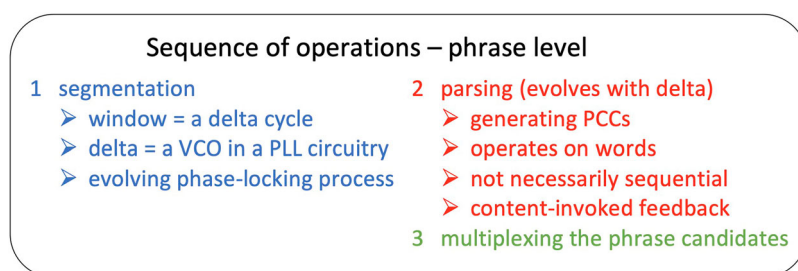 Sequence of operations – phrase level
1 segmentation
➢ window = a delta cycle
➢ delta = a VCO in a PLL circuitry
➢ evolving phase-locking process
2 parsing (evolves with delta)
➢ generating PCCs
➢ operates on words
➢ not necessarily sequential
➢ content-invoked feedback
3 multiplexing the phrase candidates